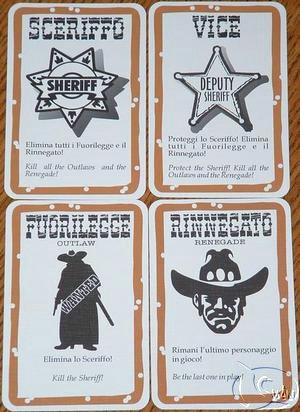 SCERIFFO
SHERIFF
Elimina tutti i Fuorilegge e il
Rinnegato!
Kill all the Outlaws and the
Renegade!
VICE
DEPUTY
SHERIFF
Proteggi lo Sceriffo! Elimina
tutti i Fuorilegge e il
Rinnegato!
Protect the Sheriff! Kill all the
Outlaws and the Renegade!
FUORILEGGE
OUTLAW
WANTED
Elimina lo Sceriffo!
Kill the Sheriff!
RINNEGATO
RENEGADE
Rimani l'ultimo personaggio
in gioco!
Be the last one in play!